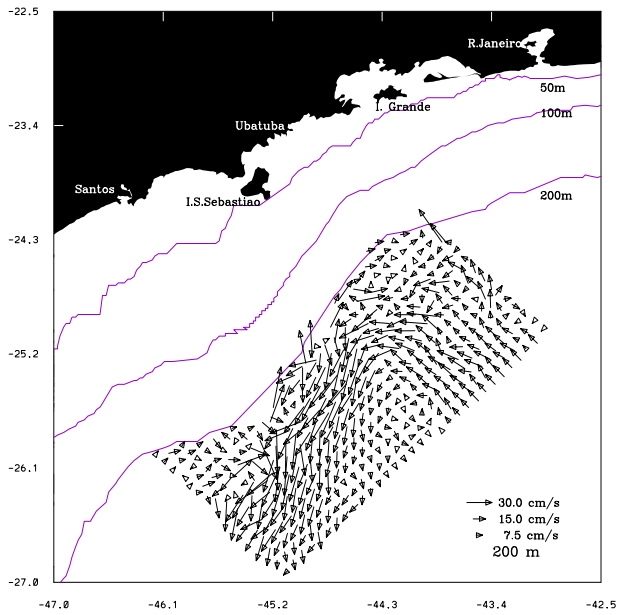 -22.5
R.Janeiro
50m
I. Grande
100m
-23.4
Ubatuba
Santos
I.S.Sebastiao
200m
-24.3
-25.2
-26.1
30.0 cm/s
15.0 cm/s
7.5 cm/s
200 m
-27.0
-47.0 -46.1 -45.2 -44.3 -43.4 -42.5